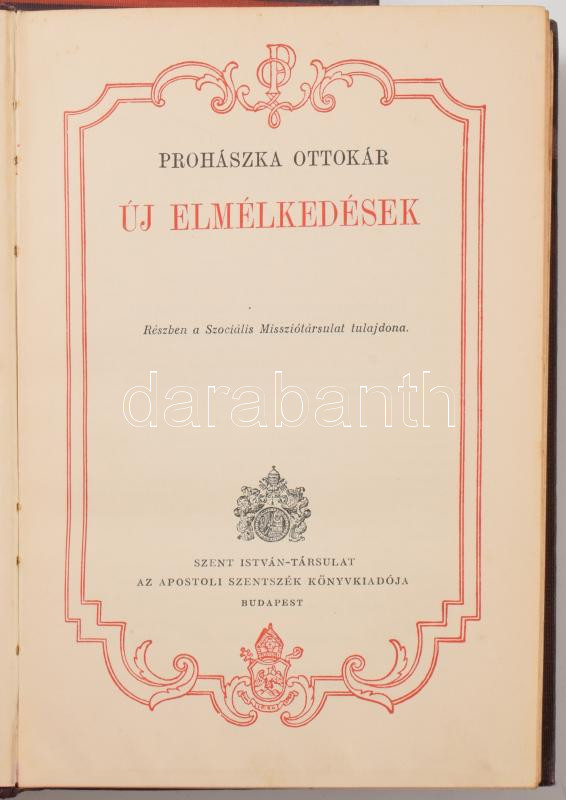 PROHÁSZKA OTTOKÁR
ÚJ ELMÉLKEDÉSEK
Részben a Szociális Missziótársulat tulajdona.
darabanth
SZENT ISTVÁN-TÁRSULAT
AZ APOSTOLI SZENTSZÉK KÖNYVKIADÓJA
BUDAPEST